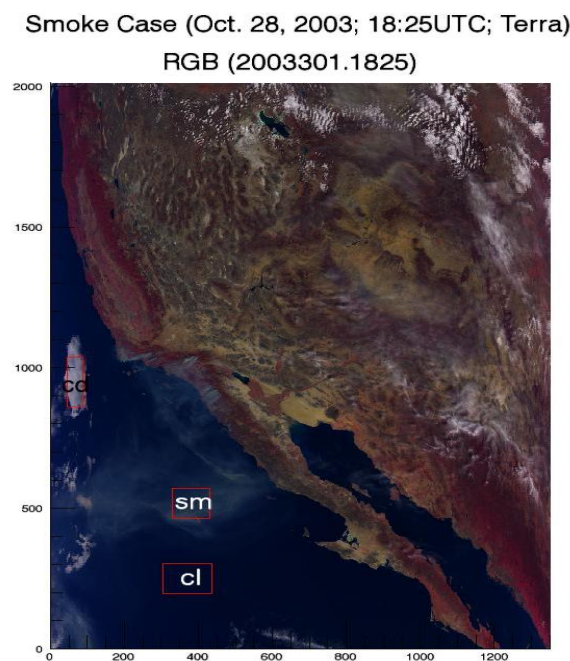 Smoke Case (Oct. 28, 2003; 18:25UTC; Terra)
RGB (2003301.1825)
2000
1500
1000
cd
500
sm
cl
0
0 200 400 600 800 1000 1200